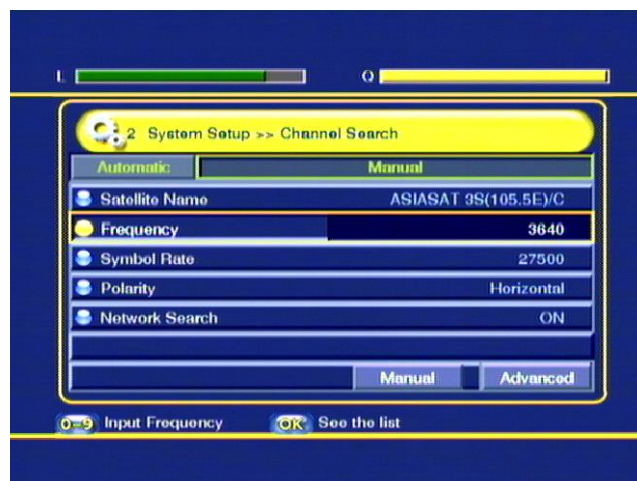 L Q
2 System Setup >> Channel Search
Automatic Manual
Satellite Name ASIASAT 3S(105.5E)/C
Frequency 3640
Symbol Rate 27500
Polarity Horizontal
Network Search ON
Manual Advanced
0-9 Input Frequency OK See the list